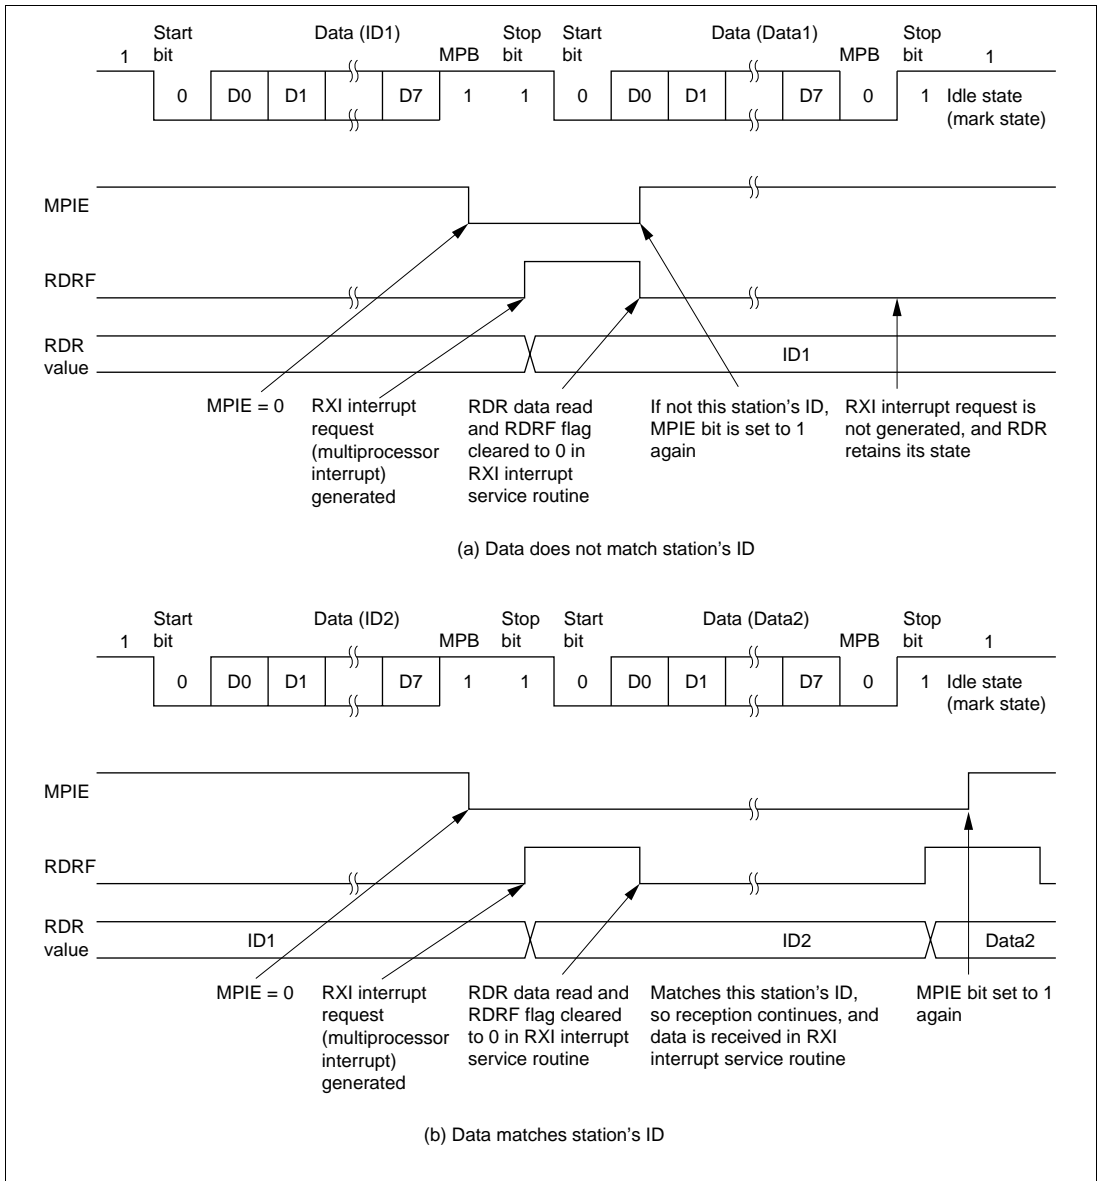 Start Data (ID1) Stop Start Data (Data1) Stop
1 bit MPB bit bit MPB bit 1
0 D0 D1 D7 1 1 0 D0 D1 D7 0 1 Idle state
(mark state)
MPIE
RDRF
RDR
value
ID1
MPIE = 0
RXI interrupt
request
(multiprocessor
interrupt)
generated
RDR data read
and RDRF flag
cleared to 0 in
RXI interrupt
service routine
If not this station's ID,
MPIE bit is set to 1
again
RXI interrupt request is
not generated, and RDR
retains its state
(a) Data does not match station's ID
Start Data (ID2) Stop Start Data (Data2) Stop
1 bit MPB bit bit MPB bit 1
0 D0 D1 D7 1 1 0 D0 D1 D7 0 1 Idle state
(mark state)
MPIE
RDRF
RDR
value
ID1 ID2 Data2
MPIE = 0
RXI interrupt
request
(multiprocessor
interrupt)
generated
RDR data read and
RDRF flag cleared
to 0 in RXI interrupt
service routine
Matches this station's ID,
so reception continues, and
data is received in RXI
interrupt service routine
MPIE bit set to 1
again
(b) Data matches station's ID